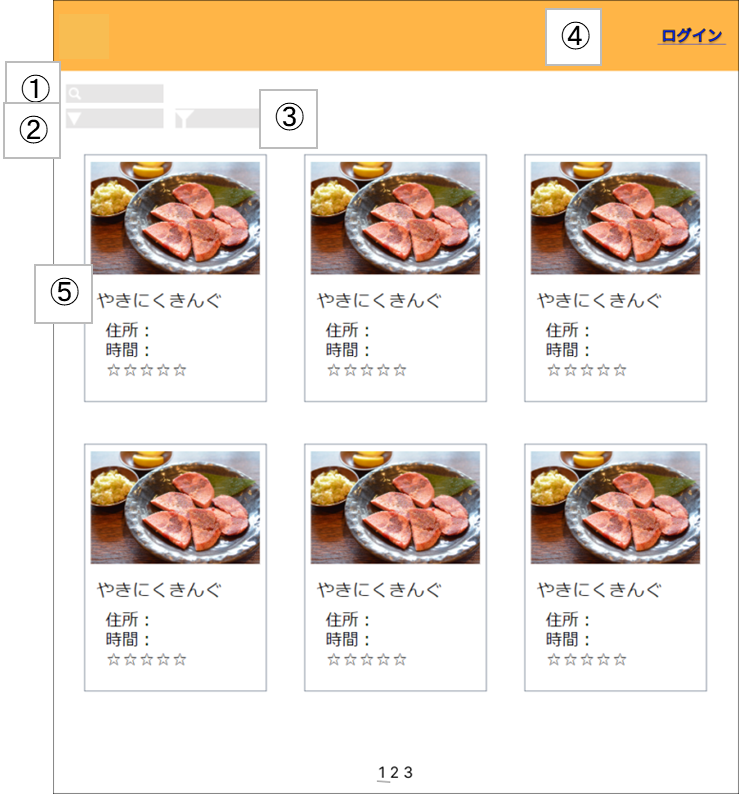 ④ ログイン
①
② ③
やきにくきんぐ やきにくきんぐ やきにくきんぐ
⑤
住所： 住所： 住所：
時間： 時間： 時間：
☆☆☆☆☆ ☆☆☆☆☆ ☆☆☆☆☆
やきにくきんぐ やきにくきんぐ やきにくきんぐ
住所： 住所： 住所：
時間： 時間： 時間：
☆☆☆☆☆ ☆☆☆☆☆ ☆☆☆☆☆
1 2 3